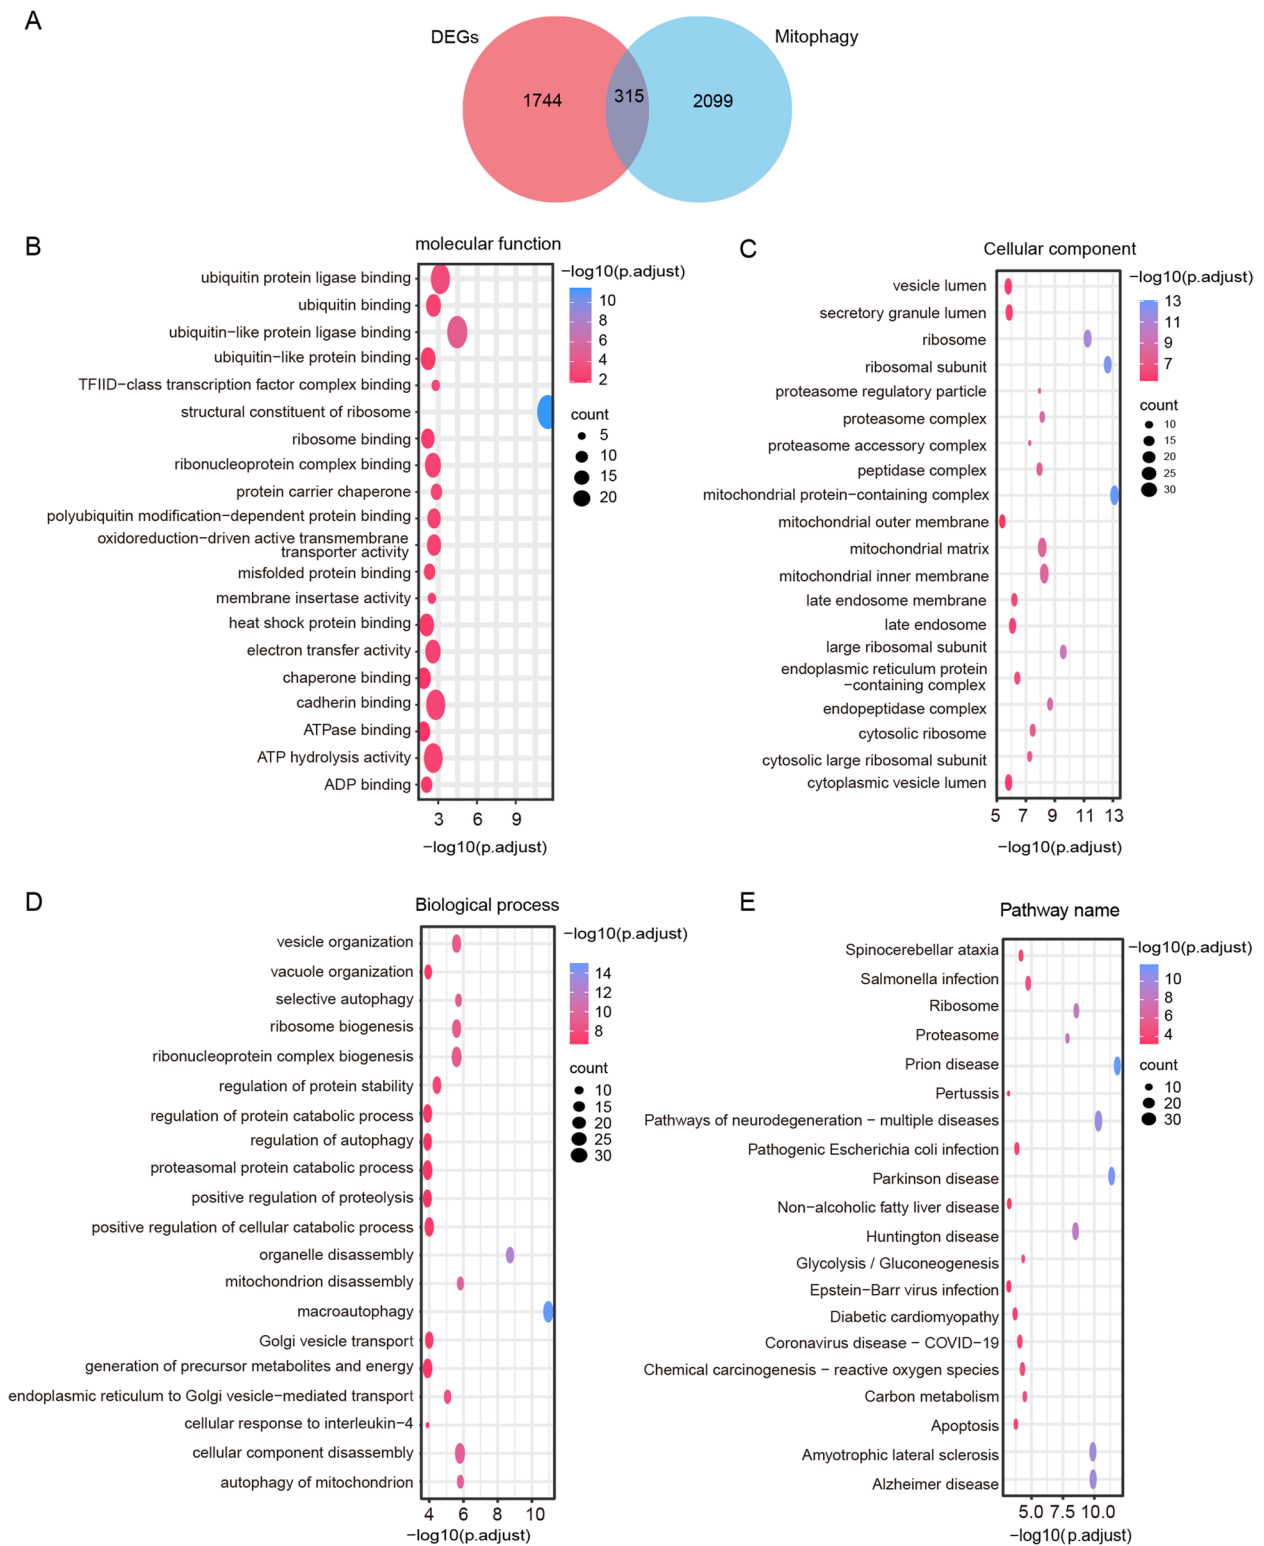 A
DEGs
Mitophagy
1744
315
2099
B
molecular function
ubiquitin protein ligase binding
ubiquitin binding
ubiquitin−like protein ligase binding
ubiquitin−like protein binding
TFIID−class transcription factor complex binding
structural constituent of ribosome
ribosome binding
ribonucleoprotein complex binding
protein carrier chaperone
polyubiquitin modification−dependent protein binding
oxidoreduction−driven active transmembrane
transporter activity
misfolded protein binding
membrane insertase activity
heat shock protein binding
electron transfer activity
chaperone binding
cadherin binding
ATPase binding
ATP hydrolysis activity
ADP binding
3 6 9
−log10(p.adjust)
−log10(p.adjust)
10
8
6
4
2
count
5
10
15
20
C
Cellular component
vesicle lumen
secretory granule lumen
ribosome
ribosomal subunit
proteasome regulatory particle
proteasome complex
proteasome accessory complex
peptidase complex
mitochondrial protein−containing complex
mitochondrial outer membrane
mitochondrial matrix
mitochondrial inner membrane
late endosome membrane
late endosome
large ribosomal subunit
endoplasmic reticulum protein
−containing complex
endopeptidase complex
cytosolic ribosome
cytosolic large ribosomal subunit
cytoplasmic vesicle lumen
5 7 9 11 13
−log10(p.adjust)
−log10(p.adjust)
13
11
9
7
count
10
15
20
25
30
D
Biological process
vesicle organization
vacuole organization
selective autophagy
ribosome biogenesis
ribonucleoprotein complex biogenesis
regulation of protein stability
regulation of protein catabolic process
regulation of autophagy
proteasomal protein catabolic process
positive regulation of proteolysis
positive regulation of cellular catabolic process
organelle disassembly
mitochondrion disassembly
macroautophagy
Golgi vesicle transport
generation of precursor metabolites and energy
endoplasmic reticulum to Golgi vesicle−mediated transport
cellular response to interleukin−4
cellular component disassembly
autophagy of mitochondrion
4 6 8 10
−log10(p.adjust)
−log10(p.adjust)
14
12
10
8
count
10
15
20
25
30
E
Pathway name
Spinocerebellar ataxia
Salmonella infection
Ribosome
Proteasome
Prion disease
Pertussis
Pathways of neurodegeneration − multiple diseases
Pathogenic Escherichia coli infection
Parkinson disease
Non−alcoholic fatty liver disease
Huntington disease
Glycolysis / Gluconeogenesis
Epstein−Barr virus infection
Diabetic cardiomyopathy
Coronavirus disease − COVID−19
Chemical carcinogenesis − reactive oxygen species
Carbon metabolism
Apoptosis
Amyotrophic lateral sclerosis
Alzheimer disease
5.0 7.5 10.0
−log10(p.adjust)
−log10(p.adjust)
10
8
6
4
count
10
20
30